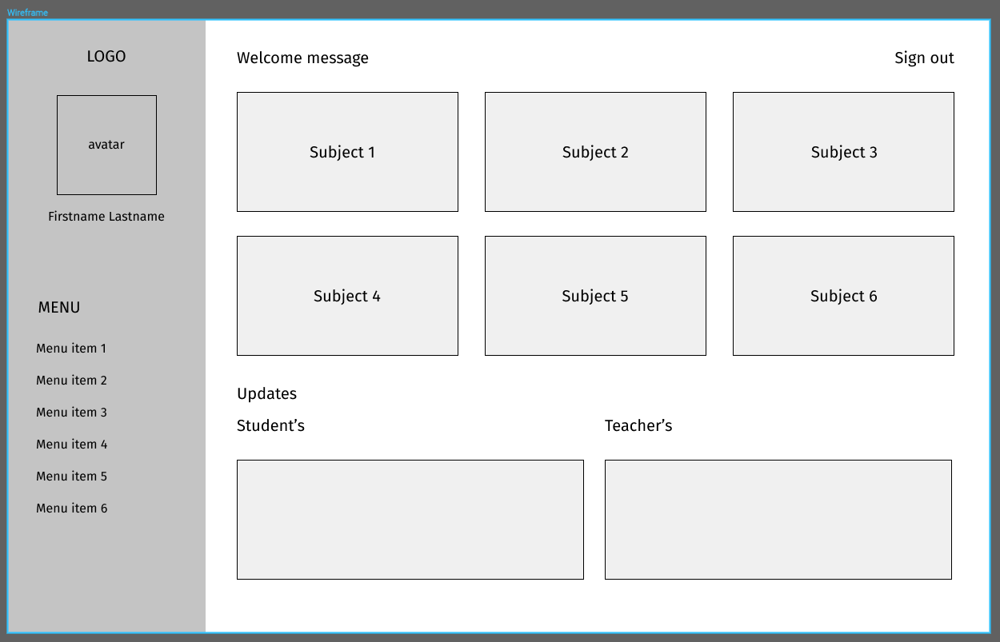 Wireframe
LOGO
avatar
Firstname Lastname
MENU
Menu item 1
Menu item 2
Menu item 3
Menu item 4
Menu item 5
Menu item 6
Welcome message
Sign out
Subject 1
Subject 2
Subject 3
Subject 4
Subject 5
Subject 6
Updates
Student’s
Teacher’s